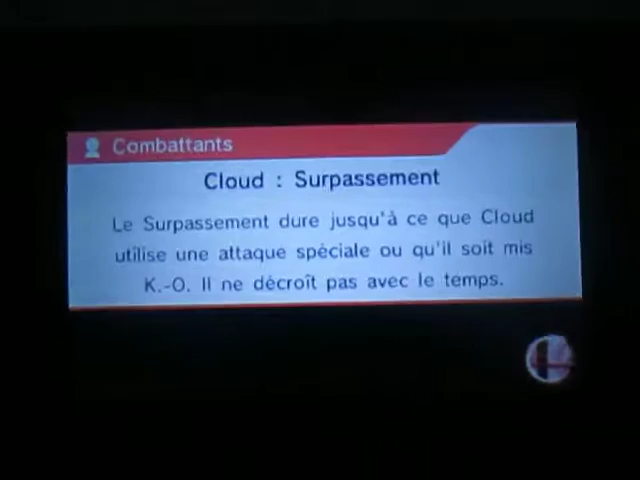 Combattants
Cloud : Surpassement
Le Surpassement dure jusqu'à ce que Cloud
utilise une attaque spéciale ou qu'il soit mis
K.-O. Il ne décroît pas avec le temps.